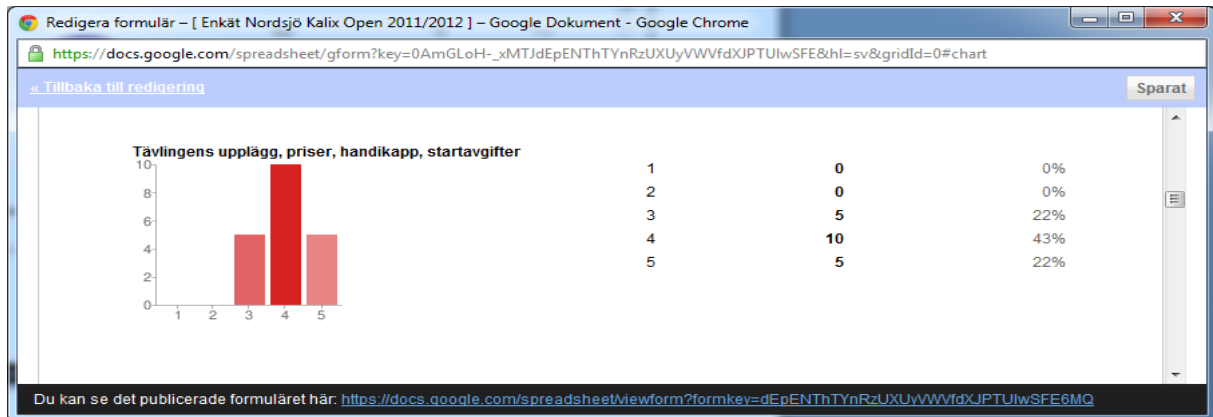 Redigera formulär – [ Enkät Nordsjö Kalix Open 2011/2012 ] – Google Dokument - Google Chrome
https://docs.google.com/spreadsheet/gform?key=0AmGLoH-_xMTJdEpENThTYnRzUXUyVWVfdXJPTUlwSFE&hl=sv&gridId=0#chart
« Tillbaka till redigering
Sparat
Tävlingens upplägg, priser, handikapp, startavgifter
10
8
6
4
2
0
1 2 3 4 5
1 0 0%
2 0 0%
3 5 22%
4 10 43%
5 5 22%
Du kan se det publicerade formuläret här: https://docs.google.com/spreadsheet/viewform?formkey=dEpENThTYnRzUXUyVWVfdXJPTUlwSFE6MQ